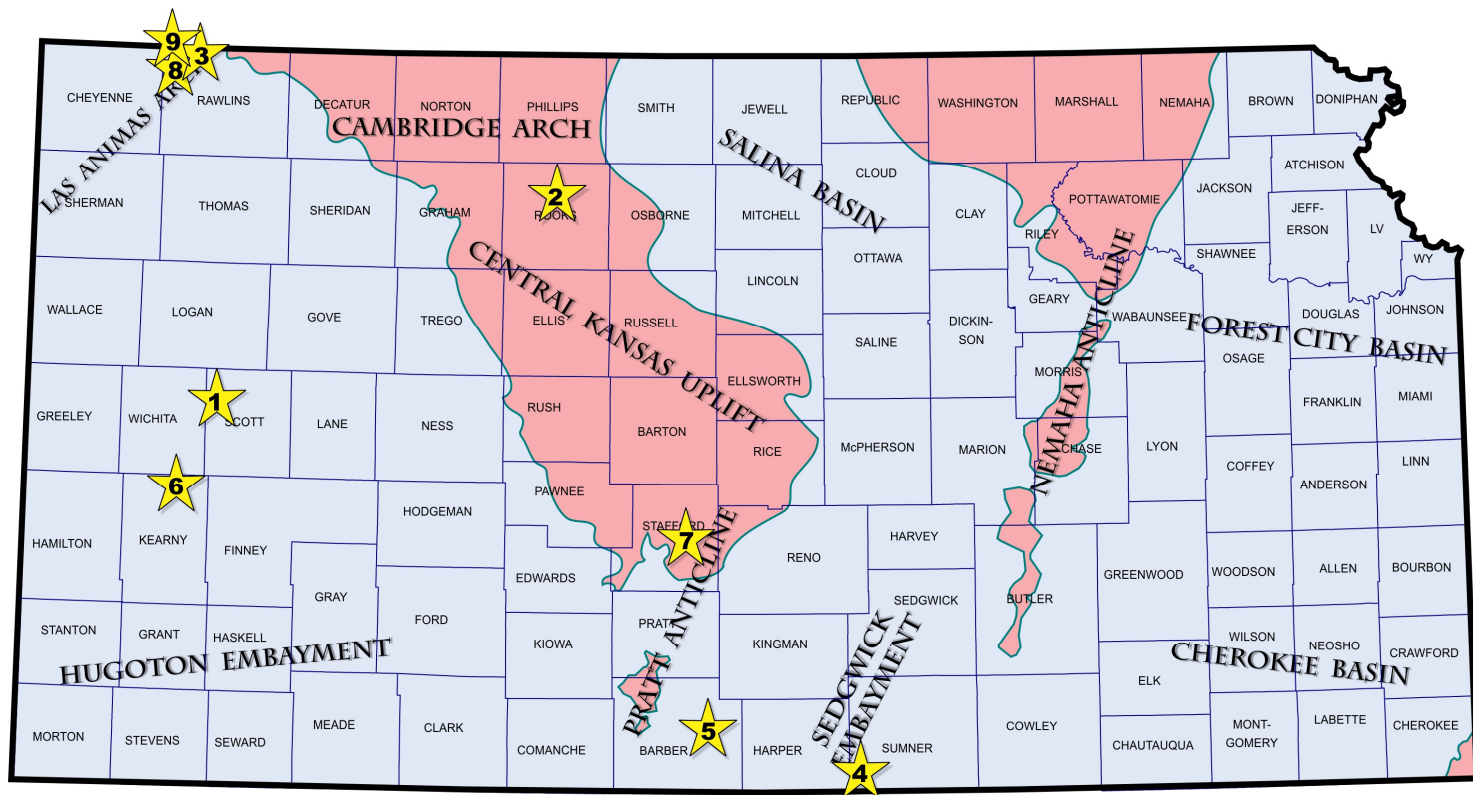 9
3
8
CHEYENNE
RAWLINS
DECATUR
NORTON
PHILLIPS
SMITH
JEWELL
REPUBLIC
WASHINGTON
MARSHALL
NEMAHA
BROWN
DONIPHAN
LAS ANIMAS ARCH
CAMBRIDGE ARCH
SALINA BASIN
CLOUD
ATCHISON
SHERMAN
THOMAS
SHERIDAN
GRAHAM
2
ROOKS
OSBORNE
MITCHELL
CLAY
RILEY
POTTAWATOMIE
JACKSON
JEFF-
ERSON
LV
WY
OTTAWA
SHAWNEE
CENTRAL KANSAS UPLIFT
LINCOLN
WALLACE
LOGAN
GOVE
TREGO
ELLIS
RUSSELL
SALINE
DICKIN-
SON
GEARY
WABAUNSEE
DOUGLAS
JOHNSON
FOREST CITY BASIN
NEMAHA ANTICLINE
OSAGE
MORRIS
ELLSWORTH
1
GREELEY
WICHITA
SCOTT
LANE
NESS
RUSH
BARTON
RICE
McPHERSON
MARION
CHASE
LYON
FRANKLIN
MIAMI
COFFEY
ANDERSON
LINN
6
PAWNEE
HODGEMAN
STAFFORD
7
HAMILTON
KEARNY
FINNEY
EDWARDS
RENO
HARVEY
GREENWOOD
WOODSON
ALLEN
BOURBON
GRAY
FORD
SEDGWICK
BUTLER
STANTON
GRANT
HASKELL
KIOWA
PRATT
KINGMAN
WILSON
NEOSHO
CRAWFORD
HUGOTON EMBAYMENT
PRATT ANTICLINE
SEDGWICK
EMBAYMENT
CHEROKEE BASIN
ELK
MORTON
STEVENS
SEWARD
MEADE
CLARK
COMANCHE
BARBER
5
HARPER
4
SUMNER
COWLEY
CHAUTAUQUA
MONT-
GOMERY
LABETTE
CHEROKEE